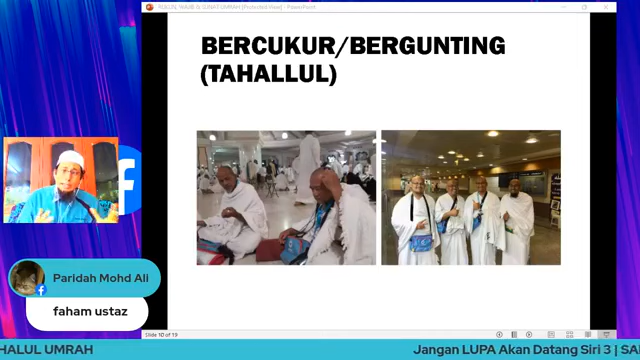 RUKUN, WAJIB & SUNAT UMRAH [Protected View] - PowerPoint
BERCUKUR/BERGUNTING
(TAHALLUL)
Paridah Mohd Ali
faham ustaz
Slide 10 of 19
HALUL UMRAH
Jangan LUPA Akan Datang Siri 3 | SA